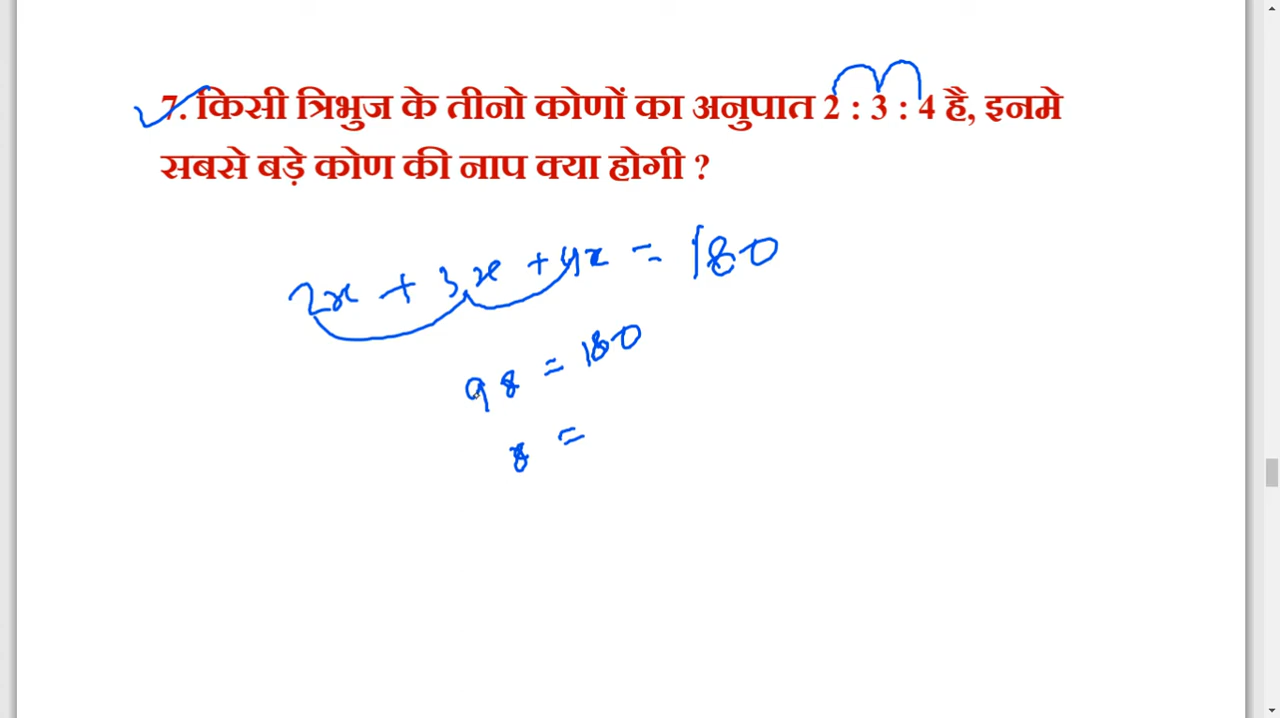 7. किसी त्रिभुज के तीनो कोणों का अनुपात 2 : 3 : 4 है, इनमे
सबसे बड़े कोण की नाप क्या होगी ?
2x + 3x + 4x = 180
9x = 180
x =